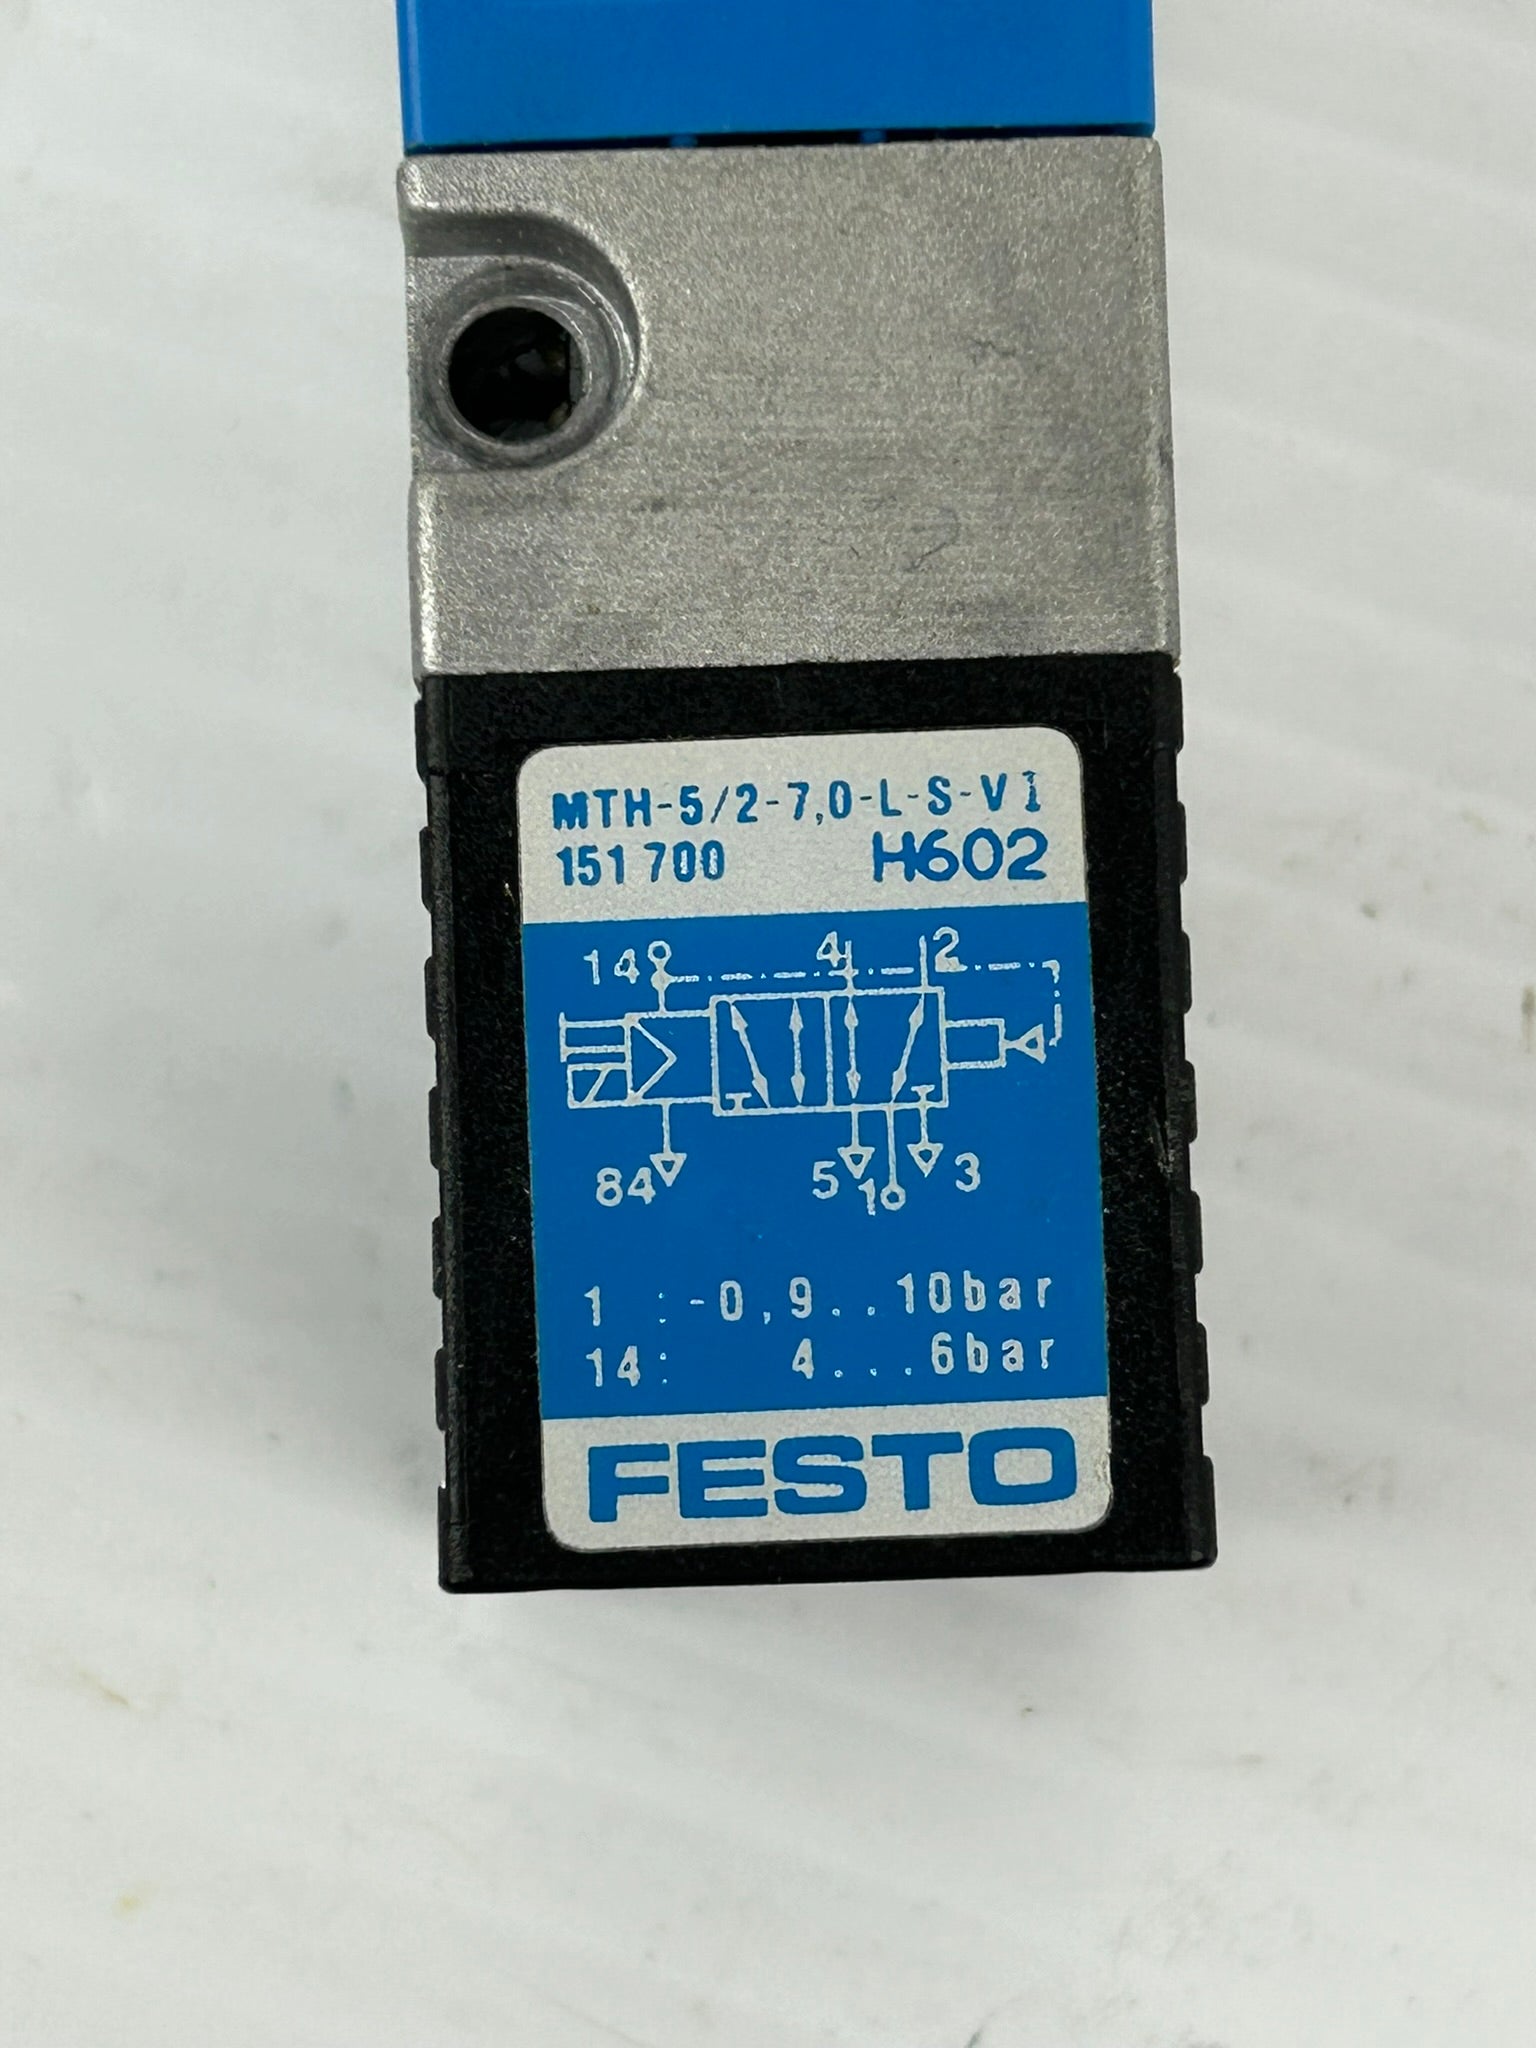 MTH-5/2-7,0-L-S-VI
151 700 H602
14 4 2
84 5 1 3
1 :-0,9..10bar
14: 4...6bar
FESTO